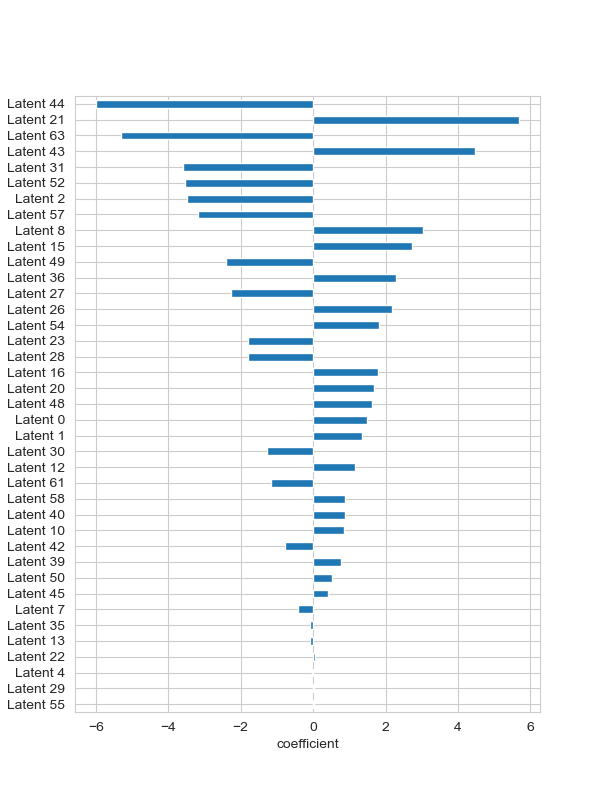 Latent 44
Latent 21
Latent 63
Latent 43
Latent 31
Latent 52
Latent 2
Latent 57
Latent 8
Latent 15
Latent 49
Latent 36
Latent 27
Latent 26
Latent 54
Latent 23
Latent 28
Latent 16
Latent 20
Latent 48
Latent 0
Latent 1
Latent 30
Latent 12
Latent 61
Latent 58
Latent 40
Latent 10
Latent 42
Latent 39
Latent 50
Latent 45
Latent 7
Latent 35
Latent 13
Latent 22
Latent 4
Latent 29
Latent 55
−6 −4 −2 0 2 4 6
coefficient